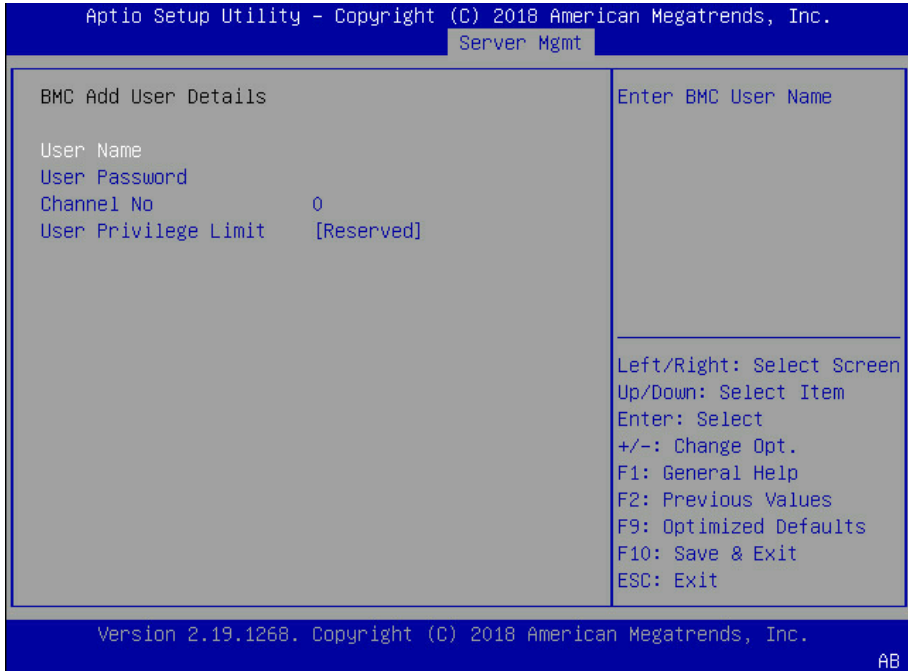 Aptio Setup Utility – Copyright (C) 2018 American Megatrends, Inc.
Server Mgmt
BMC Add User Details
User Name
User Password
Channel No 0
User Privilege Limit [Reserved]
Enter BMC User Name
Left/Right: Select Screen
Up/Down: Select Item
Enter: Select
+/-: Change Opt.
F1: General Help
F2: Previous Values
F9: Optimized Defaults
F10: Save & Exit
ESC: Exit
Version 2.19.1268. Copyright (C) 2018 American Megatrends, Inc.
AB